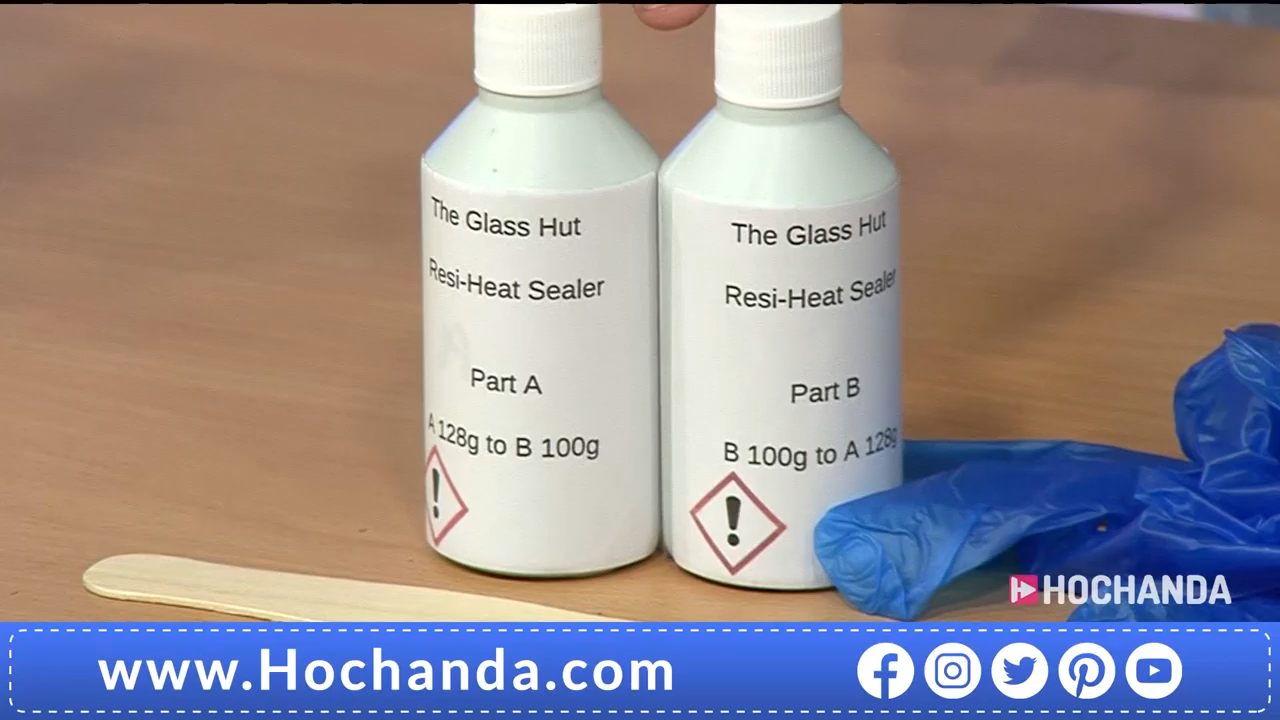 The Glass Hut
Resi-Heat Sealer
Part A
A 128g to B 100g
The Glass Hut
Resi-Heat Sealer
Part B
B 100g to A 128g
HOCHANDA
www.Hochanda.com